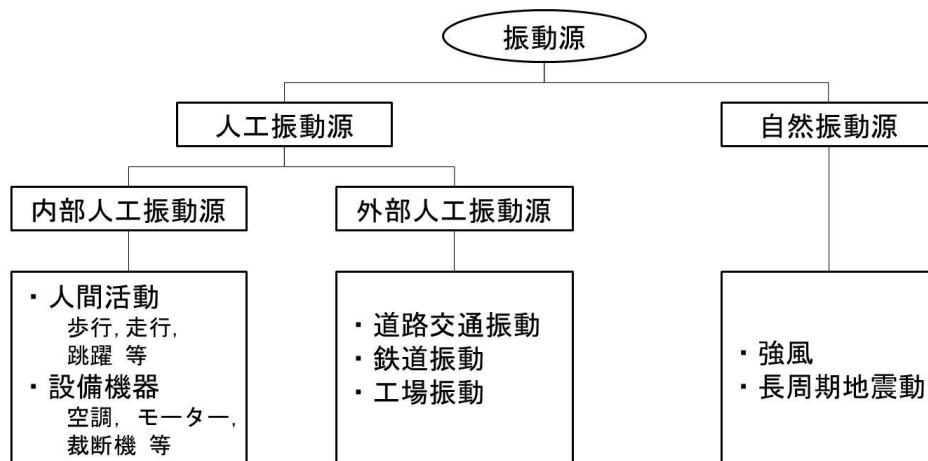 振動源
人工振動源
自然振動源
内部人工振動源
外部人工振動源
・人間活動
歩行, 走行,
跳躍 等
・設備機器
空調, モーター,
裁断機 等
・道路交通振動
・鉄道振動
・工場振動
・強風
・長周期地震動